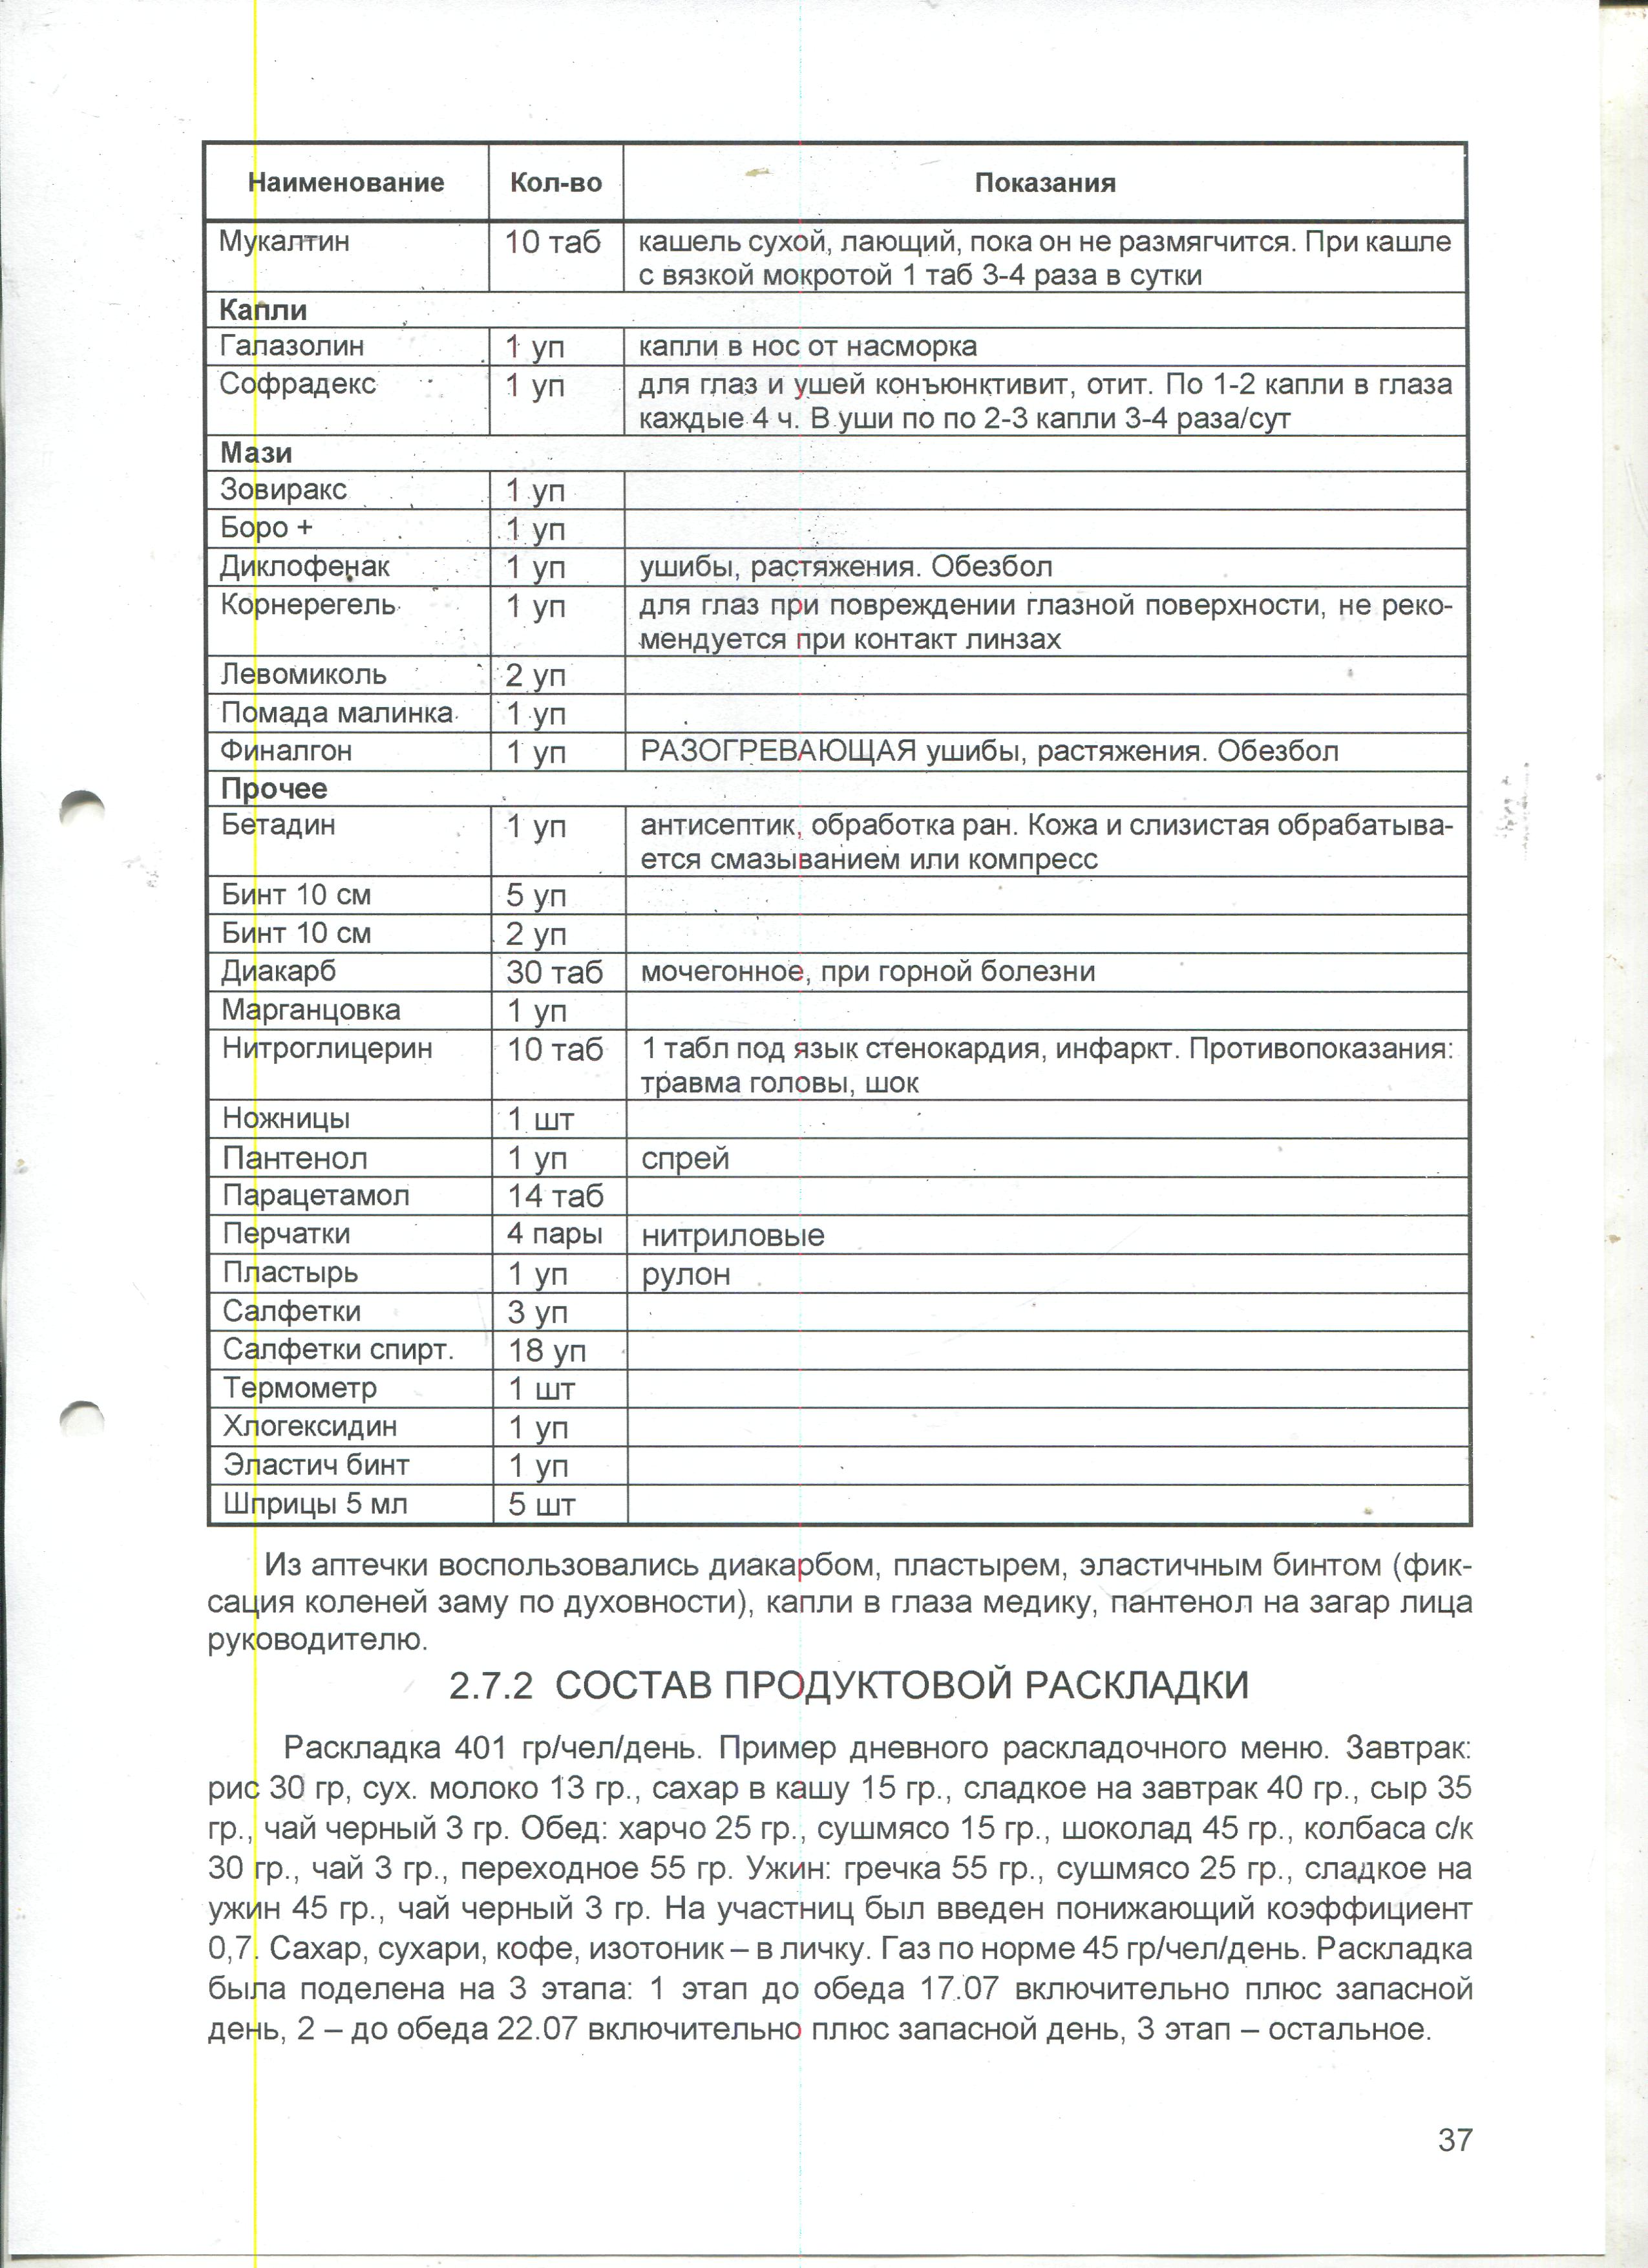 Наименование Кол-во Показания
Мукалтин 10 таб кашель сухой, лающий, пока он не размягчится. При кашле
с вязкой мокротой 1 таб 3-4 раза в сутки
Капли
Галазолин 1 уп капли в нос от насморка
Софрадекс 1 уп для глаз и ушей конъюнктивит, отит. По 1-2 капли в глаза
каждые 4 ч. В уши по по 2-3 капли 3-4 раза/сут
Мази
Зовиракс 1 уп
Боро + 1 уп
Диклофенак 1 уп ушибы, растяжения. Обезбол
Корнерегель 1 уп для глаз при повреждении глазной поверхности, не реко-
мендуется при контакт линзах
Левомиколь 2 уп
Помада малинка 1 уп
Финалгон 1 уп РАЗОГРЕВАЮЩАЯ ушибы, растяжения. Обезбол
Прочее
Бетадин 1 уп антисептик, обработка ран. Кожа и слизистая обрабатыва-
ется смазыванием или компресс
Бинт 10 см 5 уп
Бинт 10 см 2 уп
Диакарб 30 таб мочегонное, при горной болезни
Марганцовка 1 уп
Нитроглицерин 10 таб 1 табл под язык стенокардия, инфаркт. Противопоказания:
травма головы, шок
Ножницы 1 шт
Пантенол 1 уп спрей
Парацетамол 14 таб
Перчатки 4 пары нитриловые
Пластырь 1 уп рулон
Салфетки 3 уп
Салфетки спирт. 18 уп
Термометр 1 шт
Хлогексидин 1 уп
Эластич бинт 1 уп
Шприцы 5 мл 5 шт
Из аптечки воспользовались диакарбом, пластырем, эластичным бинтом (фик-
сация коленей заму по духовности), капли в глаза медику, пантенол на загар лица
руководителю.
2.7.2 СОСТАВ ПРОДУКТОВОЙ РАСКЛАДКИ
Раскладка 401 гр/чел/день. Пример дневного раскладочного меню. Завтрак:
рис 30 гр, сух. молоко 13 гр., сахар в кашу 15 гр., сладкое на завтрак 40 гр., сыр 35
гр., чай черный 3 гр. Обед: харчо 25 гр., сушмясо 15 гр., шоколад 45 гр., колбаса с/к
30 гр., чай 3 гр., переходное 55 гр. Ужин: гречка 55 гр., сушмясо 25 гр., сладкое на
ужин 45 гр., чай черный 3 гр. На участниц был введен понижающий коэффициент
0,7. Сахар, сухари, кофе, изотоник – в личку. Газ по норме 45 гр/чел/день. Раскладка
была поделена на 3 этапа: 1 этап до обеда 17.07 включительно плюс запасной
день, 2 – до обеда 22.07 включительно плюс запасной день, 3 этап – остальное.
37